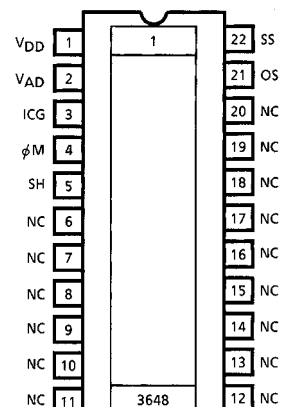 VDD 1 1 22 SS
VAD 2 21 OS
ICG 3 20 NC
ϕM 4 19 NC
SH 5 18 NC
NC 6 17 NC
NC 7 16 NC
NC 8 15 NC
NC 9 14 NC
NC 10 13 NC
NC 11 3648 12 NC